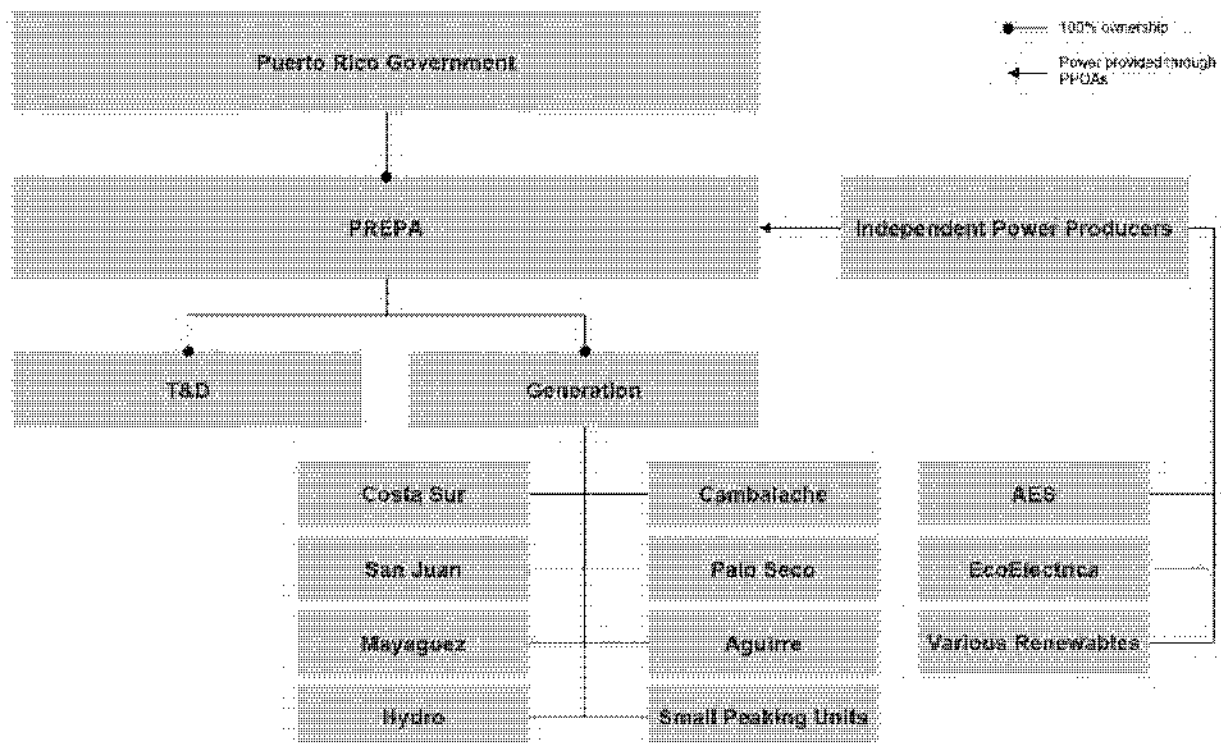 Puerto Rico Government
100% ownership
Power provided through
PPOAs
PREPA
Independent Power Producers
T&D
Generation
Costa Sur
Cambalache
AES
San Juan
Palo Seco
EcoElectrica
Mayaguez
Aguirre
Various Renewables
Hydro
Small Peaking Units